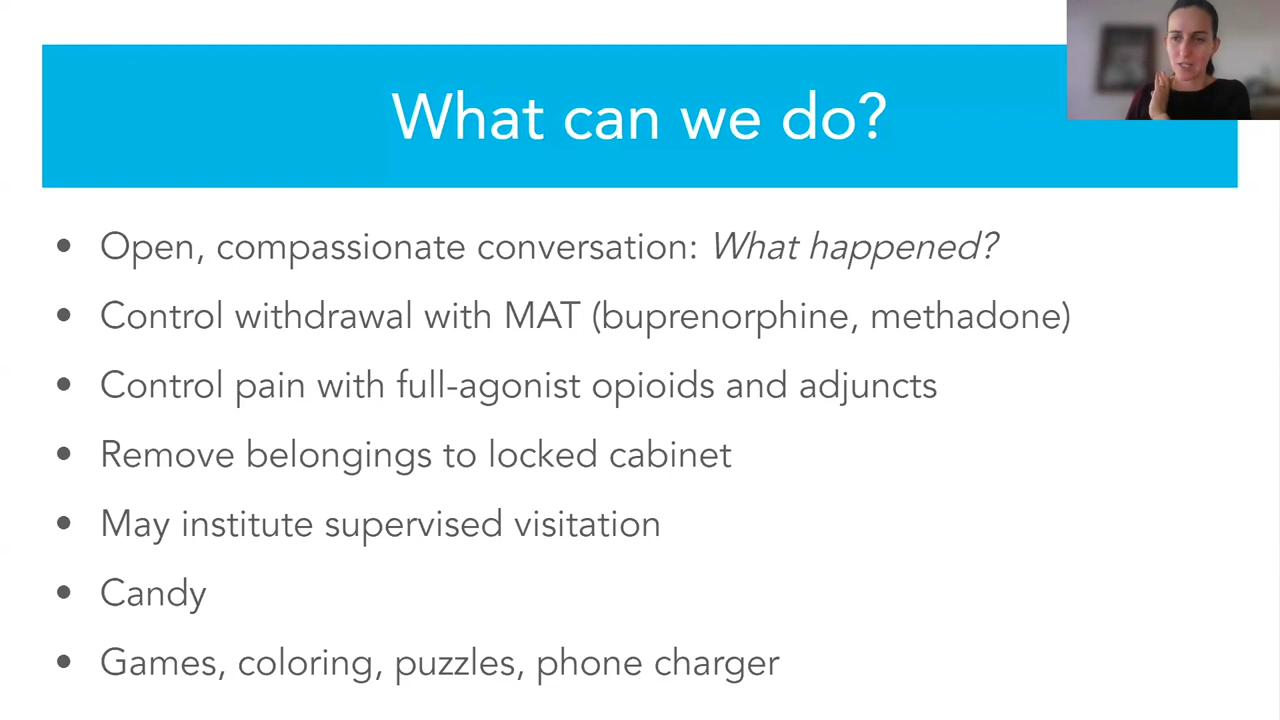 What can we do?
• Open, compassionate conversation: What happened?
• Control withdrawal with MAT (buprenorphine, methadone)
• Control pain with full-agonist opioids and adjuncts
• Remove belongings to locked cabinet
• May institute supervised visitation
• Candy
• Games, coloring, puzzles, phone charger